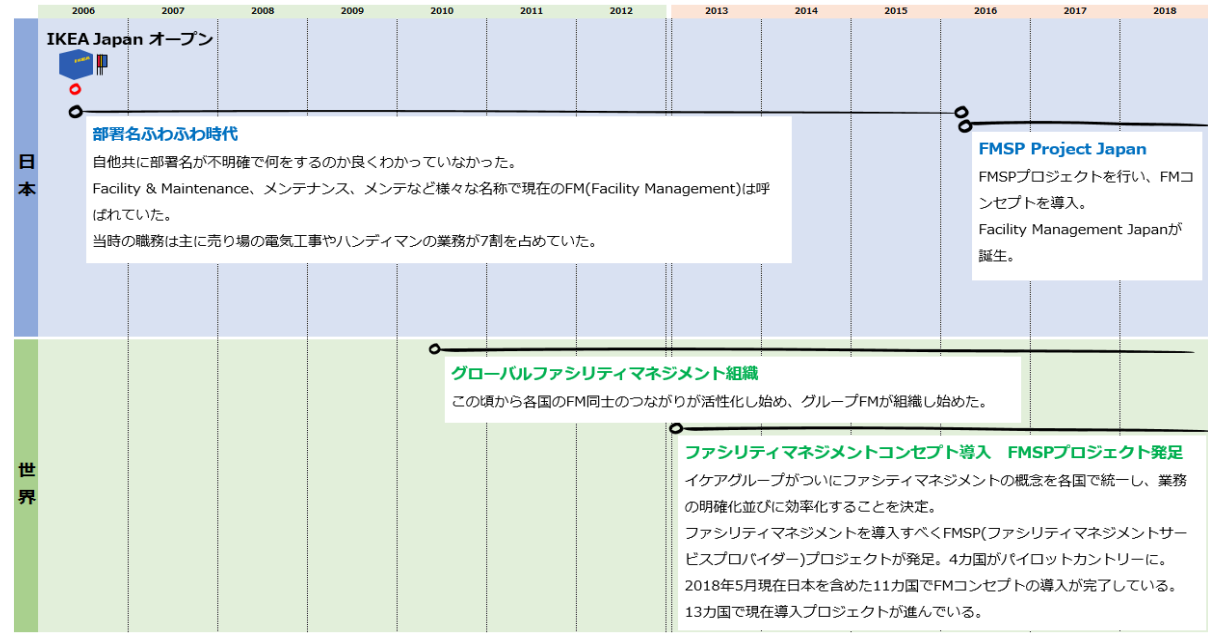 2006 2007 2008 2009 2010 2011 2012 2013 2014 2015 2016 2017 2018
日本
IKEA Japan オープン
部署名ふわふわ時代
自他共に部署名が不明確で何をするのか良くわかっていなかった。
Facility & Maintenance、メンテナンス、メンテなど様々な名称で現在のFM(Facility Management)は呼
ばれていた。
当時の職務は主に売り場の電気工事やハンディマンの業務が7割を占めていた。
FMSP Project Japan
FMSPプロジェクトを行い、FMコ
ンセプトを導入。
Facility Management Japanが
誕生。
世界
グローバルファシリティマネジメント組織
この頃から各国のFM同士のつながりが活性化し始め、グループFMが組織し始めた。
ファシリティマネジメントコンセプト導入　FMSPプロジェクト発足
イケアグループがついにファシティマネジメントの概念を各国で統一し、業務
の明確化並びに効率化することを決定。
ファシリティマネジメントを導入すべくFMSP(ファシリティマネジメントサー
ビスプロバイダー)プロジェクトが発足。4カ国がパイロットカントリーに。
2018年5月現在日本を含めた11カ国でFMコンセプトの導入が完了している。
13カ国で現在導入プロジェクトが進んでいる。